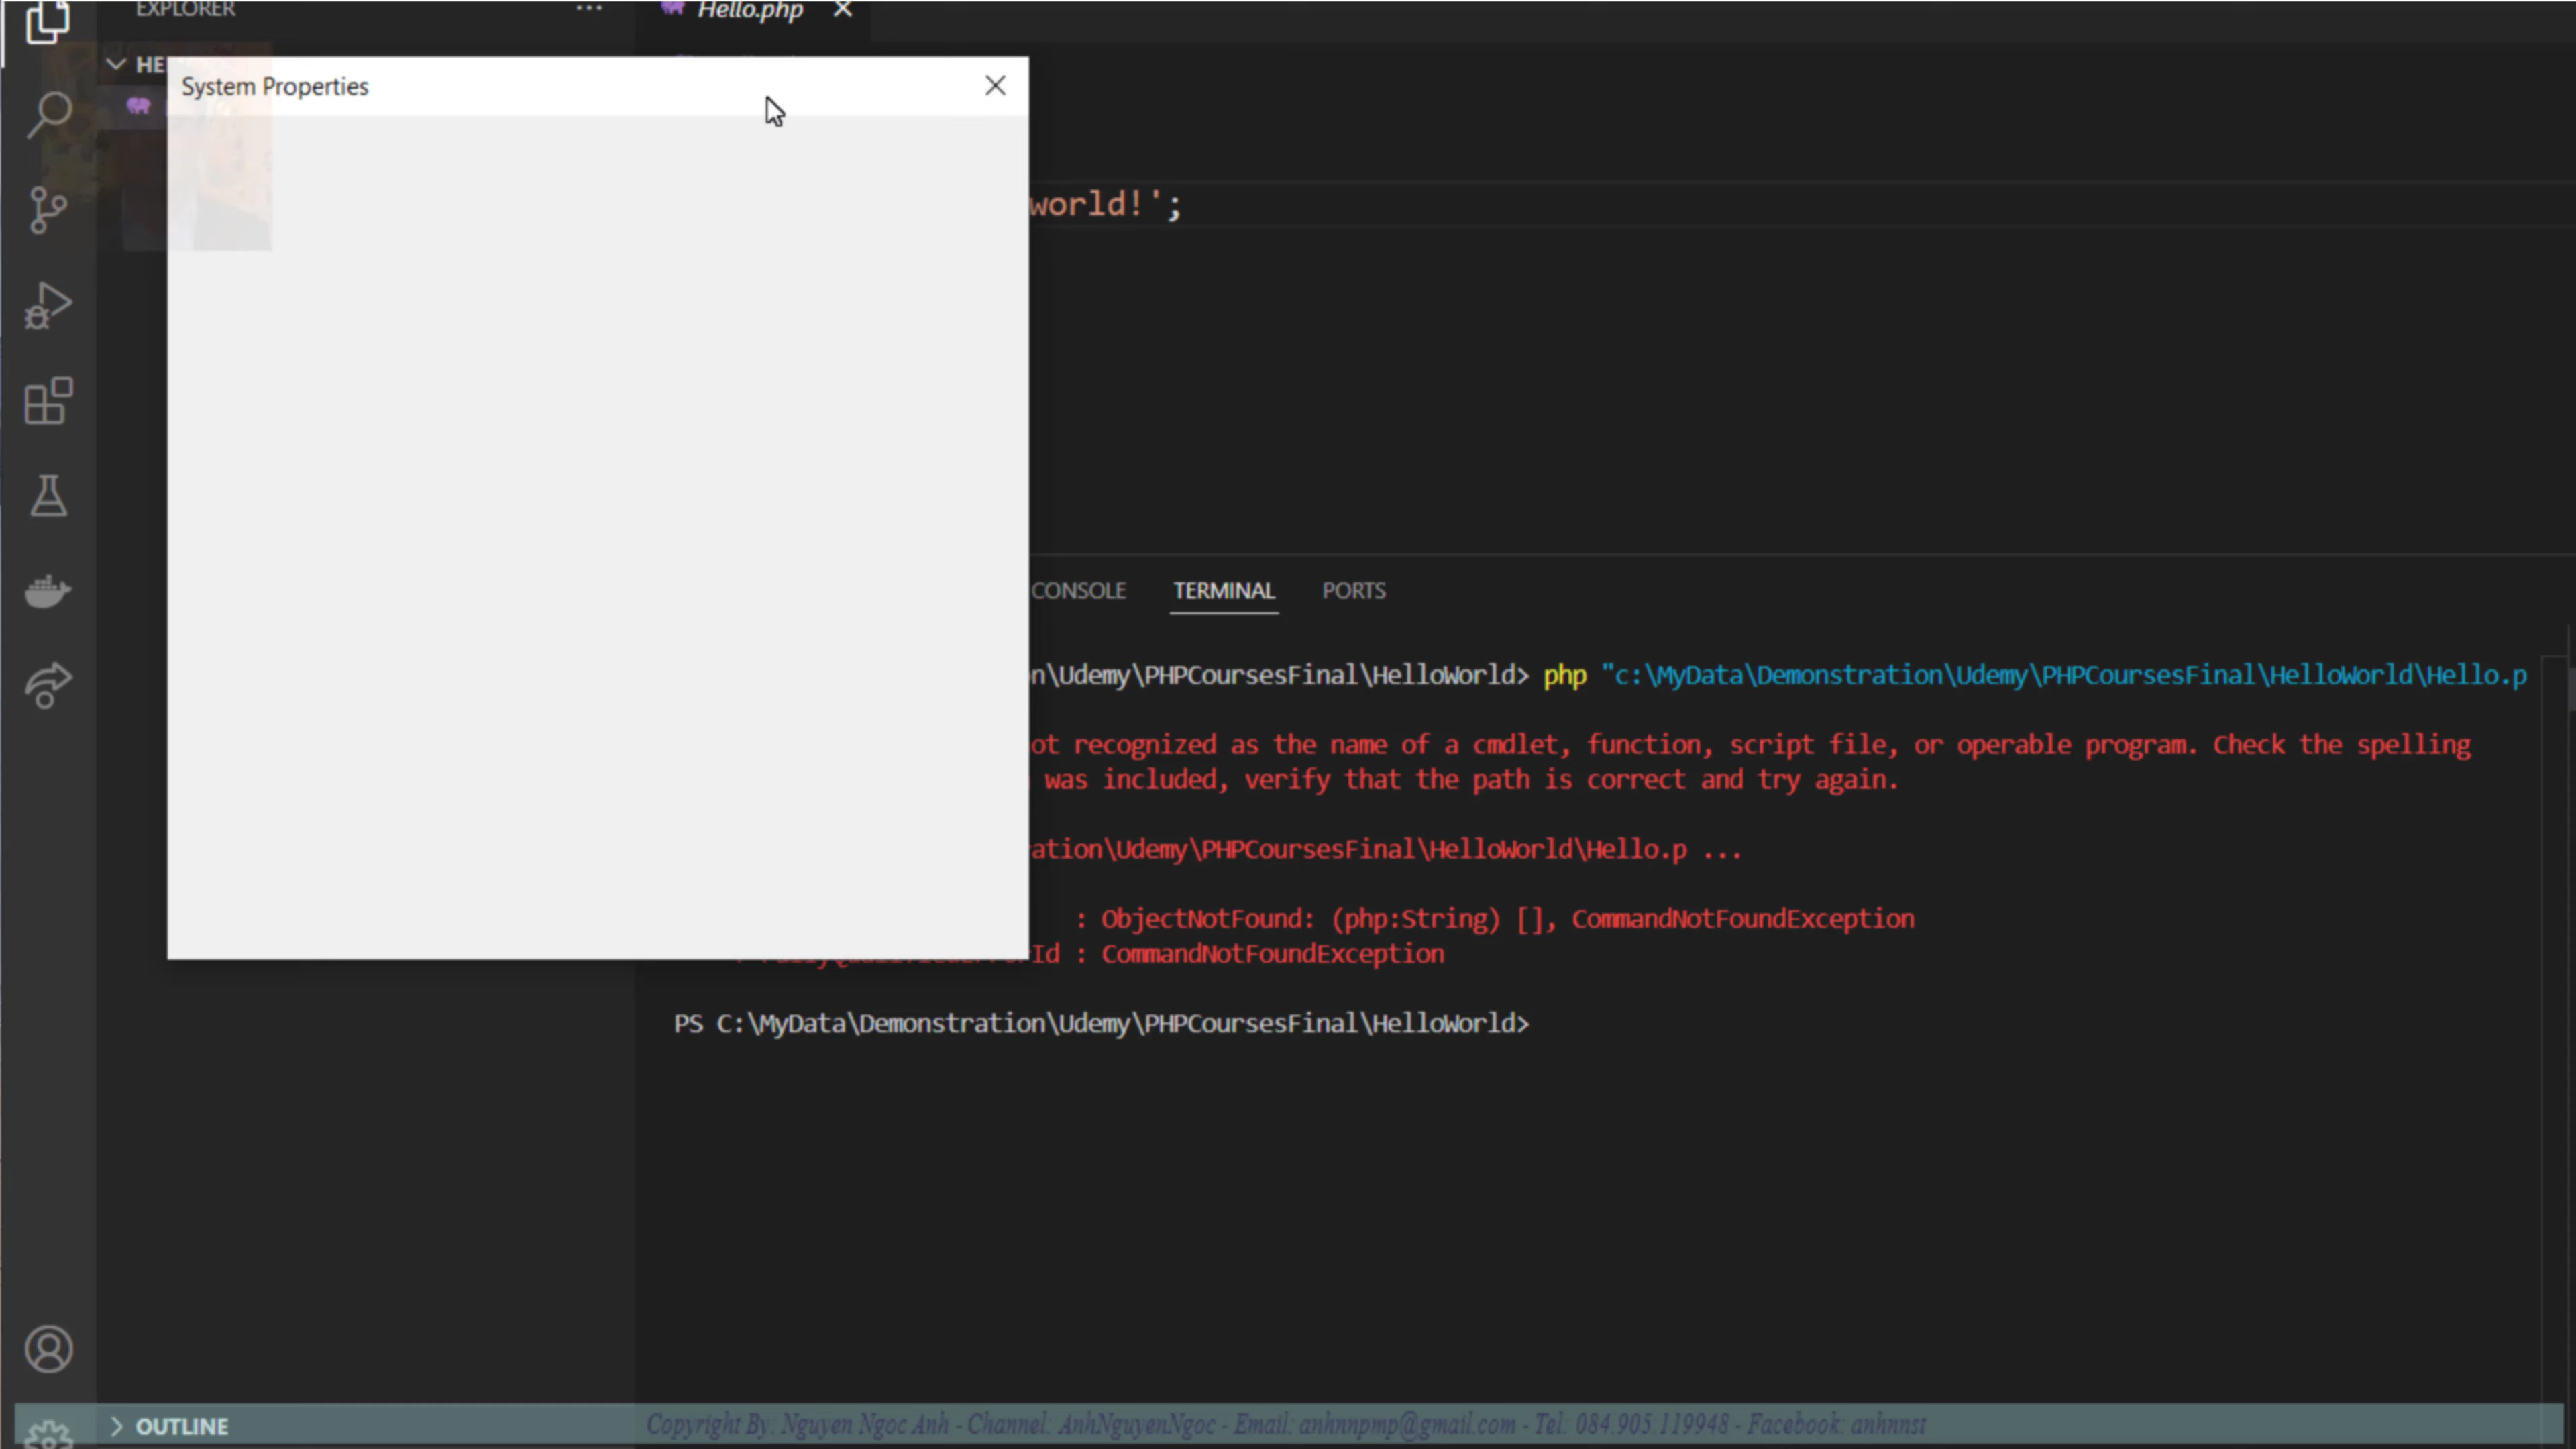 EXPLORER
Hello.php
HE
System Properties
world!';
CONSOLE TERMINAL PORTS
n\Udemy\PHPCoursesFinal\HelloWorld> php "c:\MyData\Demonstration\Udemy\PHPCoursesFinal\HelloWorld\Hello.p
ot recognized as the name of a cmdlet, function, script file, or operable program. Check the spelling
was included, verify that the path is correct and try again.
ation\Udemy\PHPCoursesFinal\HelloWorld\Hello.p ...
: ObjectNotFound: (php:String) [], CommandNotFoundException
Id : CommandNotFoundException
PS C:\MyData\Demonstration\Udemy\PHPCoursesFinal\HelloWorld>
OUTLINE
Copyright By: Nguyen Ngoc Anh - Channel: AnhNguyenNgoc - Email: anhnnpmp@gmail.com - Tel: 084.905.119948 - Facebook: anhnnst